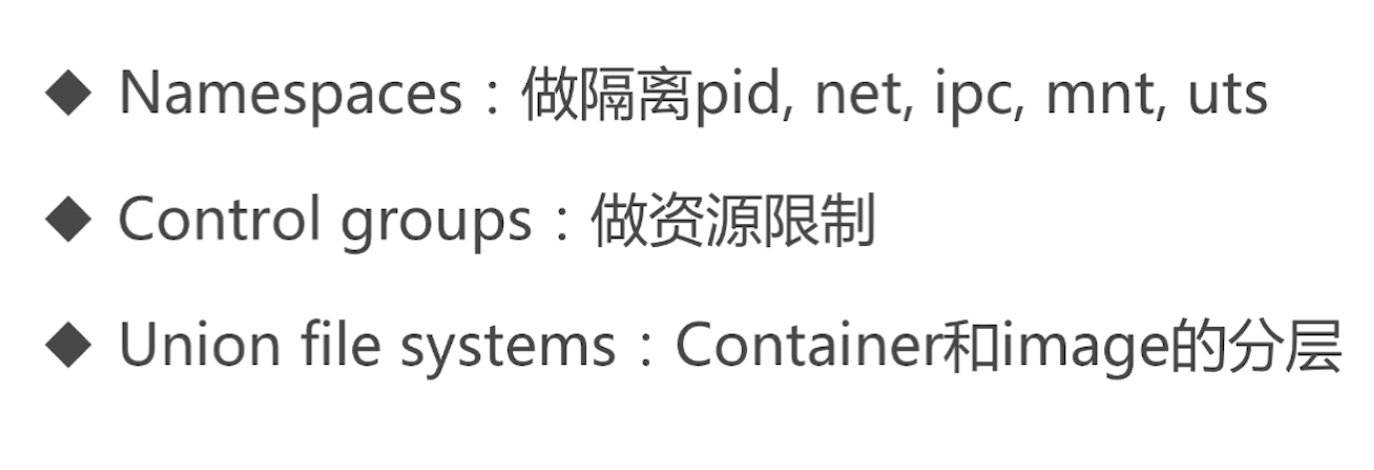 ◆ Namespaces：做隔离pid, net, ipc, mnt, uts
◆ Control groups：做资源限制
◆ Union file systems：Container和image的分层